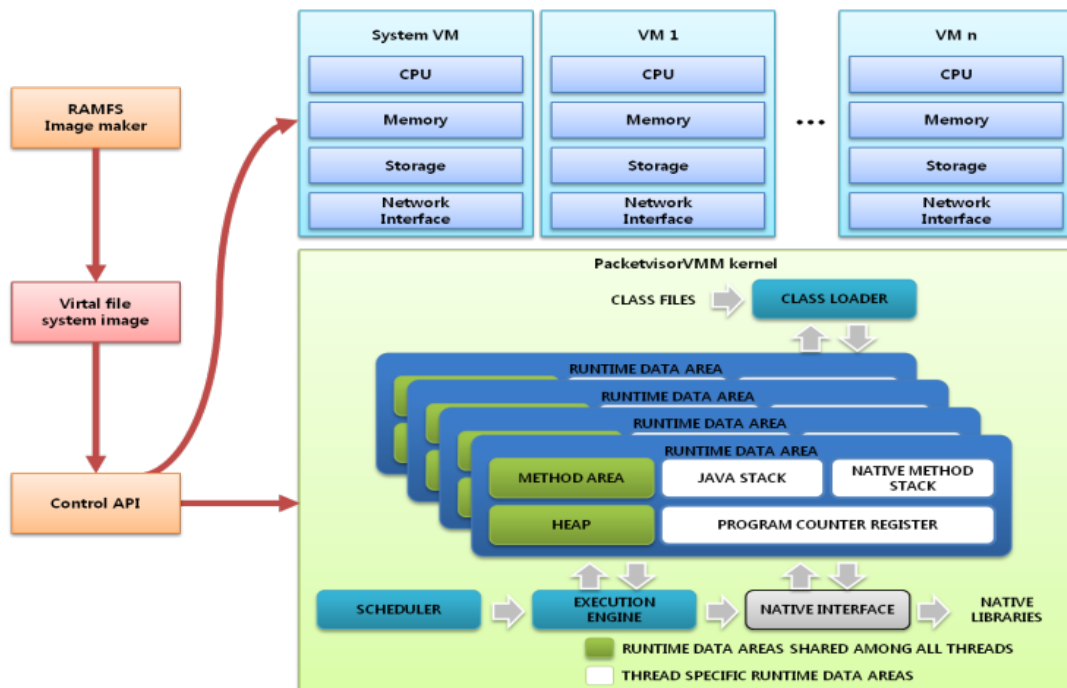 System VM
CPU
Memory
Storage
Network
Interface
VM 1
CPU
Memory
Storage
Network
Interface
...
VM n
CPU
Memory
Storage
Network
Interface
RAMFS
Image maker
Virtal file
system image
Control API
PacketvisorVMM kernel
CLASS FILES
CLASS LOADER
RUNTIME DATA AREA
RUNTIME DATA AREA
RUNTIME DATA AREA
RUNTIME DATA AREA
METHOD AREA
JAVA STACK
NATIVE METHOD
STACK
HEAP
PROGRAM COUNTER REGISTER
SCHEDULER
EXECUTION
ENGINE
NATIVE INTERFACE
NATIVE
LIBRARIES
RUNTIME DATA AREAS SHARED AMONG ALL THREADS
THREAD SPECIFIC RUNTIME DATA AREAS